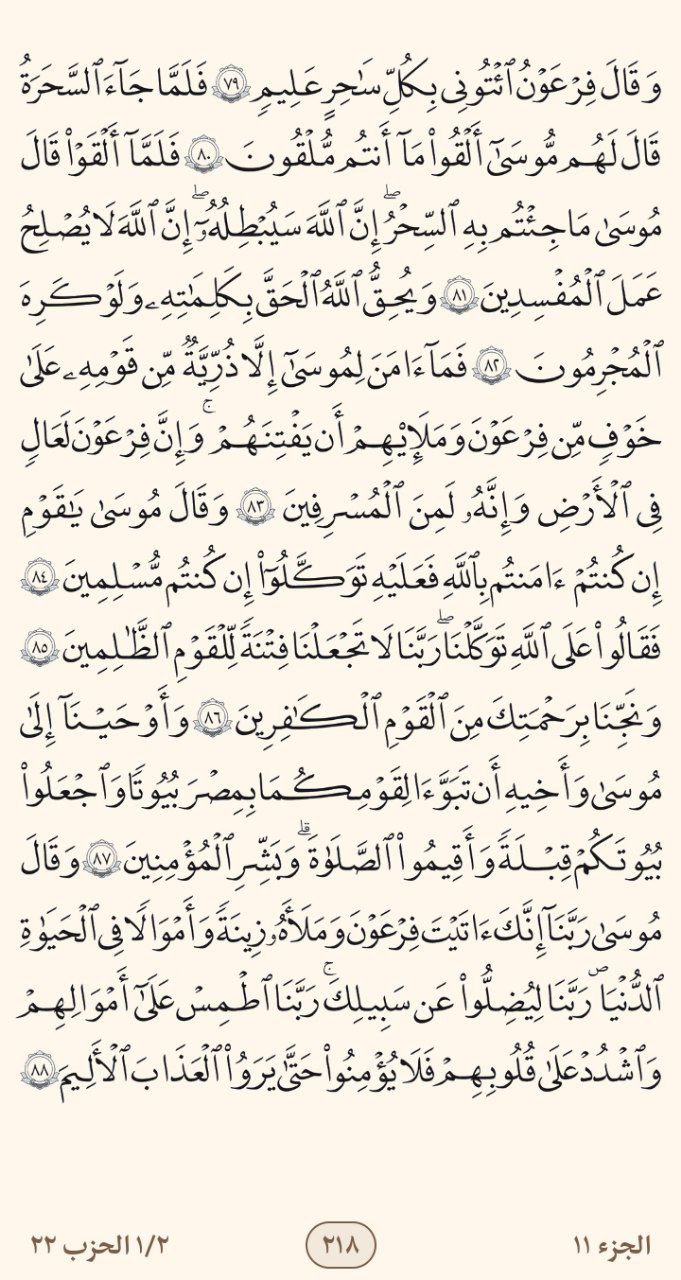 وَقَالَ فِرْعَوْنُ ٱئْتُونِى بِكُلِّ سَـٰحِرٍ عَلِيمٍ ٧٩ فَلَمَّا جَآءَ ٱلسَّحَرَةُ
قَالَ لَهُم مُّوسَىٰٓ أَلْقُوا۟ مَآ أَنتُم مُّلْقُونَ ٨٠ فَلَمَّآ أَلْقَوْا۟ قَالَ
مُوسَىٰ مَا جِئْتُم بِهِ ٱلسِّحْرُ ۖ إِنَّ ٱللَّهَ سَيُبْطِلُهُۥٓ ۖ إِنَّ ٱللَّهَ لَا يُصْلِحُ
عَمَلَ ٱلْمُفْسِدِينَ ٨١ وَيُحِقُّ ٱللَّهُ ٱلْحَقَّ بِكَلِمَـٰتِهِۦ وَلَوْ كَرِهَ
ٱلْمُجْرِمُونَ ٨٢ فَمَآ ءَامَنَ لِمُوسَىٰٓ إِلَّا ذُرِّيَّةٌ مِّن قَوْمِهِۦ عَلَىٰ
خَوْفٍ مِّن فِرْعَوْنَ وَمَلَإِي۟هِمْ أَن يَفْتِنَهُمْ ۚ وَإِنَّ فِرْعَوْنَ لَعَالٍ
فِى ٱلْأَرْضِ وَإِنَّهُۥ لَمِنَ ٱلْمُسْرِفِينَ ٨٣ وَقَالَ مُوسَىٰ يَـٰقَوْمِ
إِن كُنتُمْ ءَامَنتُم بِٱللَّهِ فَعَلَيْهِ تَوَكَّلُوٓا۟ إِن كُنتُم مُّسْلِمِينَ ٨٤
فَقَالُوا۟ عَلَى ٱللَّهِ تَوَكَّلْنَا ۖ رَبَّنَا لَا تَجْعَلْنَا فِتْنَةً لِّلْقَوْمِ ٱلظَّـٰلِمِينَ ٨٥
وَنَجِّنَا بِرَحْمَتِكَ مِنَ ٱلْقَوْمِ ٱلْكَـٰفِرِينَ ٨٦ وَأَوْحَيْنَآ إِلَىٰ
مُوسَىٰ وَأَخِيهِ أَن تَبَوَّءَا لِقَوْمِكُمَا بِمِصْرَ بُيُوتًا وَٱجْعَلُوا۟
بُيُوتَكُمْ قِبْلَةً وَأَقِيمُوا۟ ٱلصَّلَوٰةَ ۗ وَبَشِّرِ ٱلْمُؤْمِنِينَ ٨٧ وَقَالَ
مُوسَىٰ رَبَّنَآ إِنَّكَ ءَاتَيْتَ فِرْعَوْنَ وَمَلَأَهُۥ زِينَةً وَأَمْوَٰلًا فِى ٱلْحَيَوٰةِ
ٱلدُّنْيَا رَبَّنَا لِيُضِلُّوا۟ عَن سَبِيلِكَ ۖ رَبَّنَا ٱطْمِسْ عَلَىٰٓ أَمْوَٰلِهِمْ
وَٱشْدُدْ عَلَىٰ قُلُوبِهِمْ فَلَا يُؤْمِنُوا۟ حَتَّىٰ يَرَوُا۟ ٱلْعَذَابَ ٱلْأَلِيمَ ٨٨
الجزء ١١
٢١٨
١/٢ الحزب ٢٢